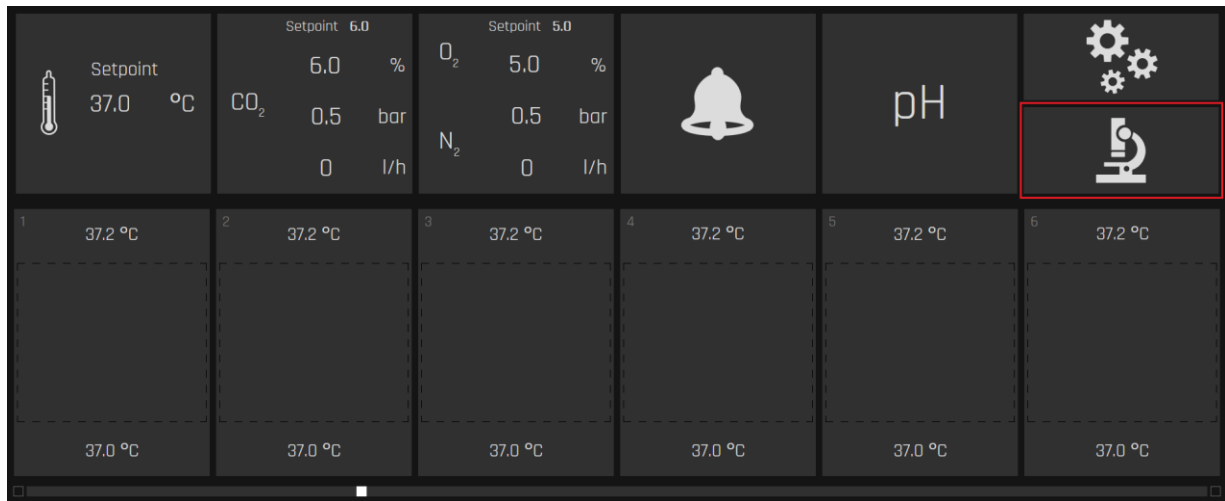 Setpoint
37.0 °C
Setpoint 6.0
CO₂
6.0 %
0.5 bar
0 l/h
Setpoint 5.0
O₂ 5.0 %
0.5 bar
N₂
0 l/h
pH
1
37.2 °C
37.0 °C
2
37.2 °C
37.0 °C
3
37.2 °C
37.0 °C
4
37.2 °C
37.0 °C
5
37.2 °C
37.0 °C
6
37.2 °C
37.0 °C